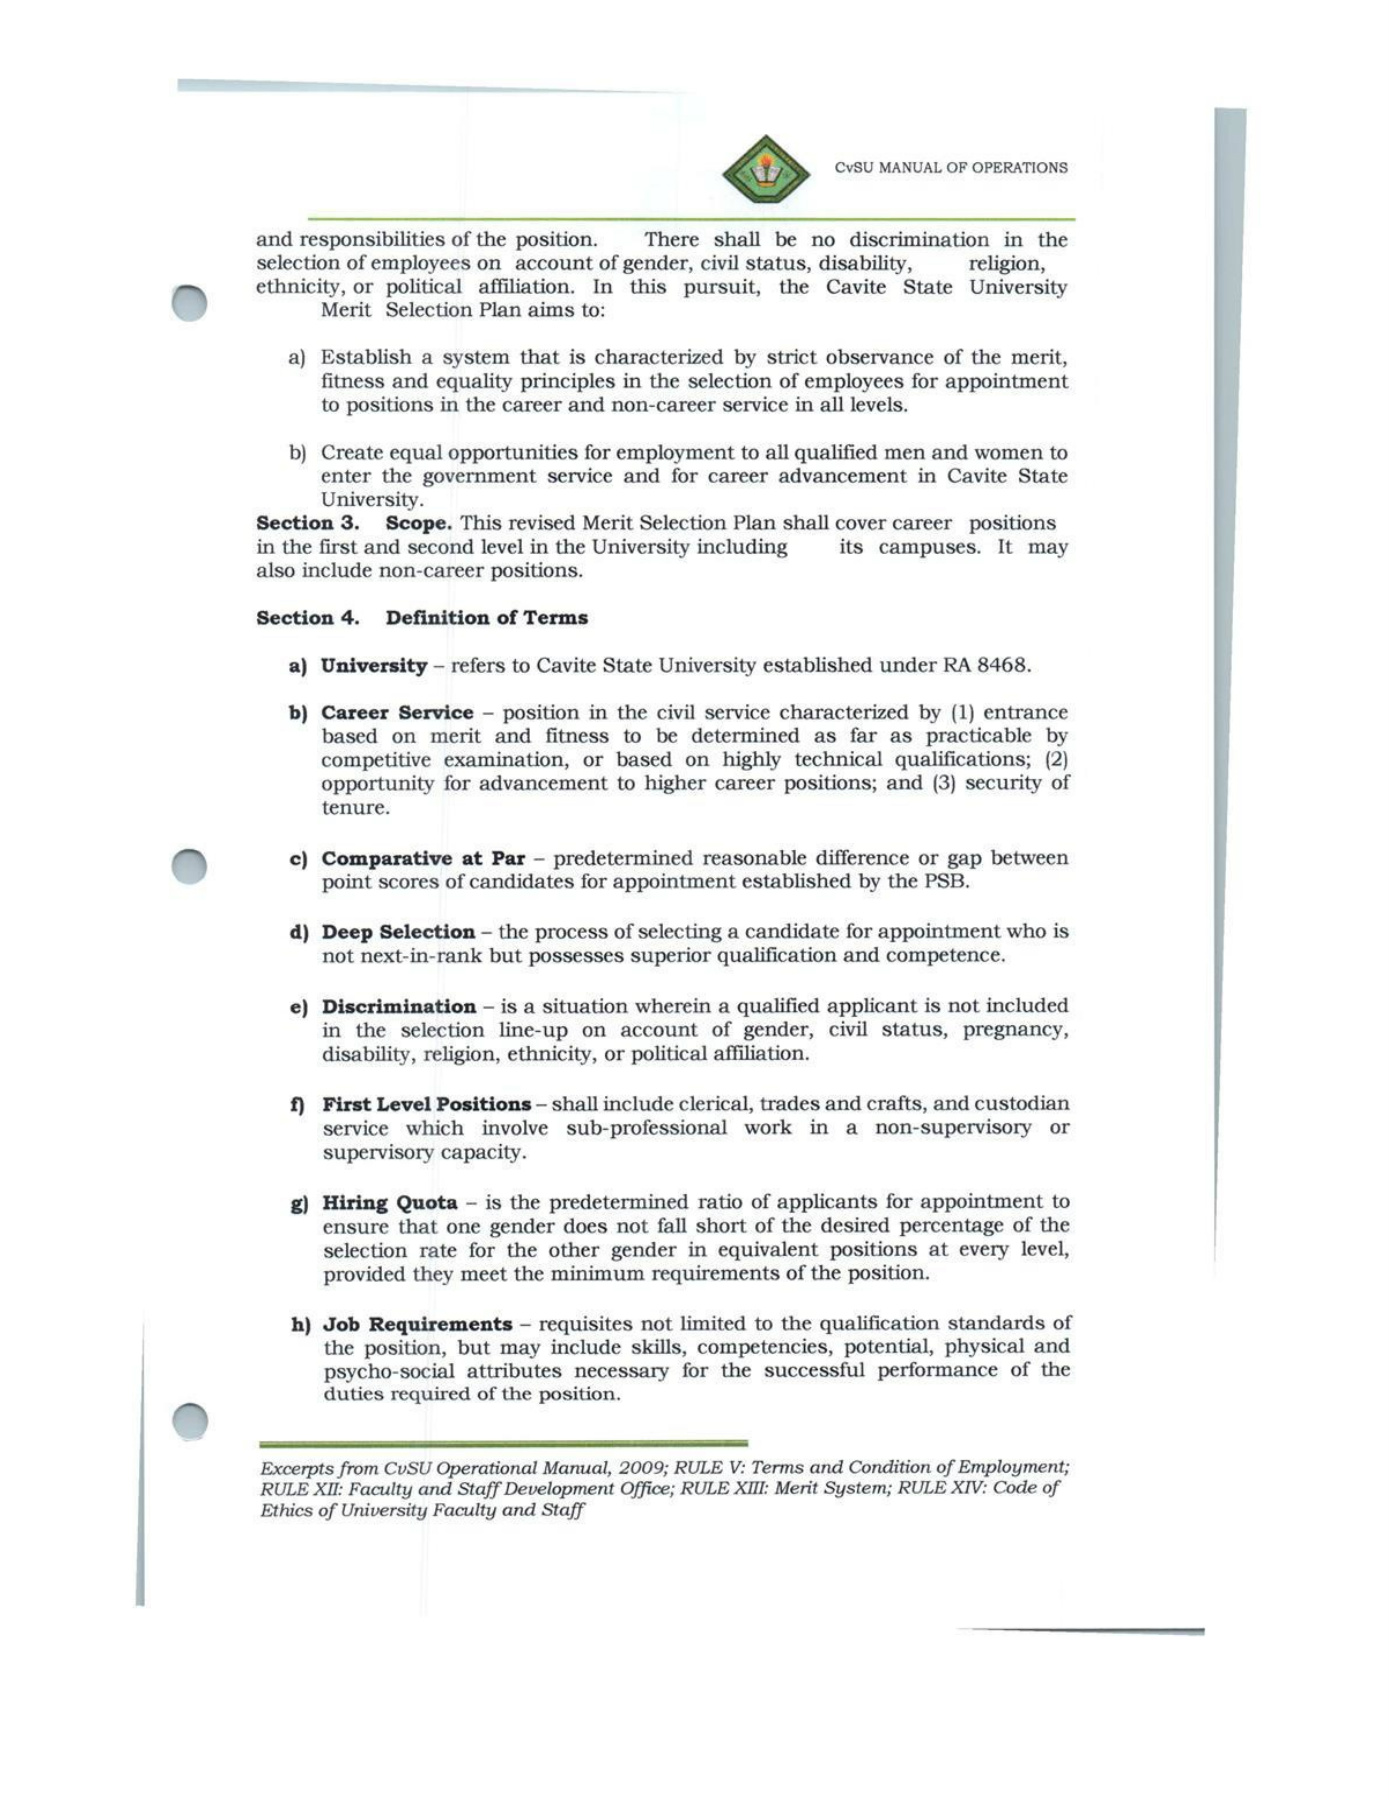 CvSU MANUAL OF OPERATIONS
and responsibilities of the position. There shall be no discrimination in the
selection of employees on account of gender, civil status, disability, religion,
ethnicity, or political affiliation. In this pursuit, the Cavite State University
Merit Selection Plan aims to:
a) Establish a system that is characterized by strict observance of the merit,
fitness and equality principles in the selection of employees for appointment
to positions in the career and non-career service in all levels.
b) Create equal opportunities for employment to all qualified men and women to
enter the government service and for career advancement in Cavite State
University.
Section 3. Scope. This revised Merit Selection Plan shall cover career positions
in the first and second level in the University including its campuses. It may
also include non-career positions.
Section 4. Definition of Terms
a) University – refers to Cavite State University established under RA 8468.
b) Career Service – position in the civil service characterized by (1) entrance
based on merit and fitness to be determined as far as practicable by
competitive examination, or based on highly technical qualifications; (2)
opportunity for advancement to higher career positions; and (3) security of
tenure.
c) Comparative at Par – predetermined reasonable difference or gap between
point scores of candidates for appointment established by the PSB.
d) Deep Selection – the process of selecting a candidate for appointment who is
not next-in-rank but possesses superior qualification and competence.
e) Discrimination – is a situation wherein a qualified applicant is not included
in the selection line-up on account of gender, civil status, pregnancy,
disability, religion, ethnicity, or political affiliation.
f) First Level Positions – shall include clerical, trades and crafts, and custodian
service which involve sub-professional work in a non-supervisory or
supervisory capacity.
g) Hiring Quota – is the predetermined ratio of applicants for appointment to
ensure that one gender does not fall short of the desired percentage of the
selection rate for the other gender in equivalent positions at every level,
provided they meet the minimum requirements of the position.
h) Job Requirements – requisites not limited to the qualification standards of
the position, but may include skills, competencies, potential, physical and
psycho-social attributes necessary for the successful performance of the
duties required of the position.
Excerpts from CvSU Operational Manual, 2009; RULE V: Terms and Condition of Employment;
RULE XII: Faculty and Staff Development Office; RULE XIII: Merit System; RULE XIV: Code of
Ethics of University Faculty and Staff